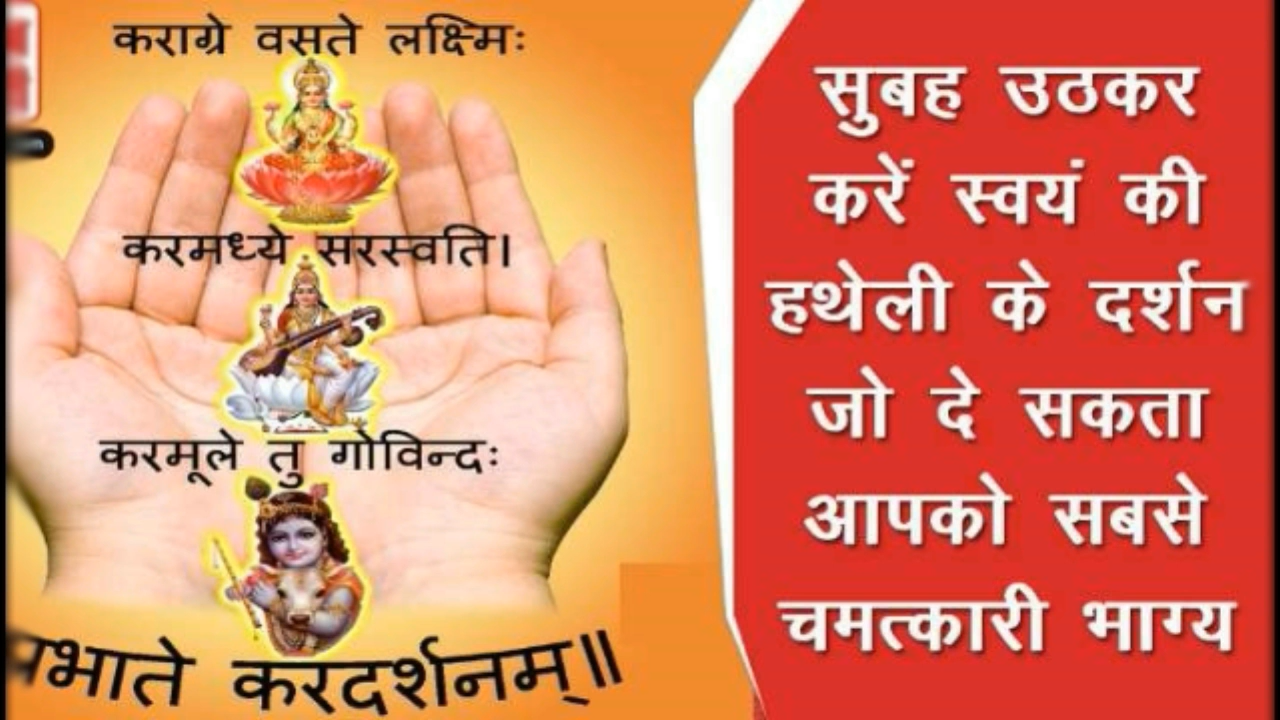 कराग्रे वसते लक्ष्मिः
करमध्ये सरस्वति।
करमूले तु गोविन्दः
करदर्शनम्॥
सुबह उठकर
करें स्वयं की
हथेली के दर्शन
जो दे सकता
आपको सबसे
चमत्कारी भाग्य